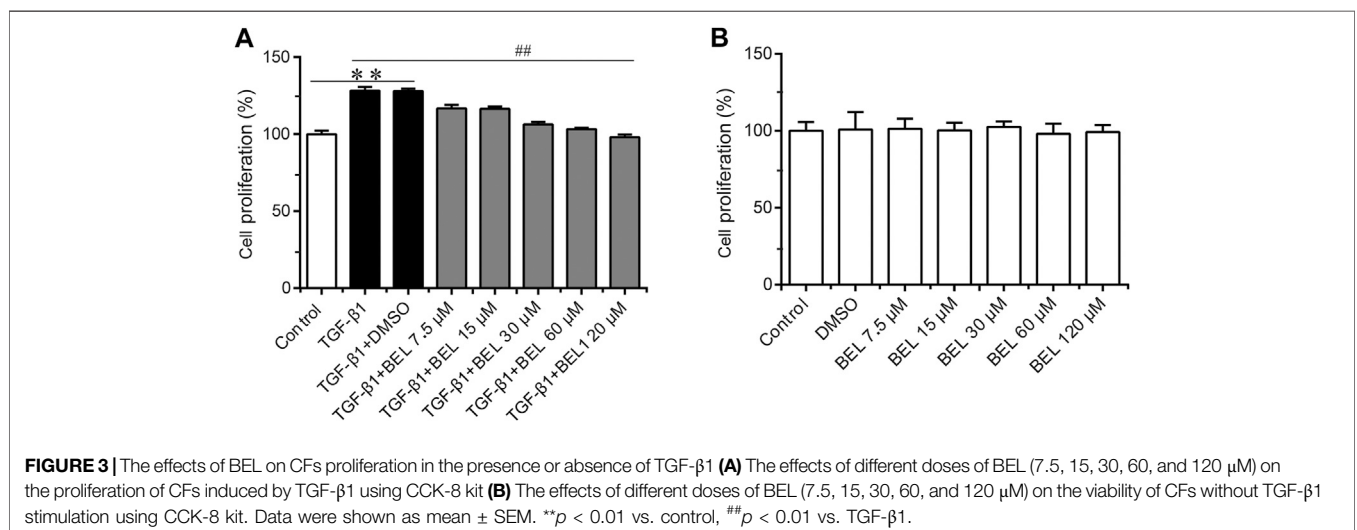 A
150
100
50
0
Cell proliferation (%)
**
##
Control
TGF-β1
TGF-β1+DMSO
TGF-β1+BEL 7.5 μM
TGF-β1+BEL 15 μM
TGF-β1+BEL 30 μM
TGF-β1+BEL 60 μM
TGF-β1+BEL1 20 μM
B
150
100
50
0
Cell proliferation (%)
Control
DMSO
BEL 7.5 μM
BEL 15 μM
BEL 30 μM
BEL 60 μM
BEL 120 μM
FIGURE 3 | The effects of BEL on CFs proliferation in the presence or absence of TGF-β1 (A) The effects of different doses of BEL (7.5, 15, 30, 60, and 120 μM) on
the proliferation of CFs induced by TGF-β1 using CCK-8 kit (B) The effects of different doses of BEL (7.5, 15, 30, 60, and 120 μM) on the viability of CFs without TGF-β1
stimulation using CCK-8 kit. Data were shown as mean ± SEM. **p < 0.01 vs. control, ##p < 0.01 vs. TGF-β1.